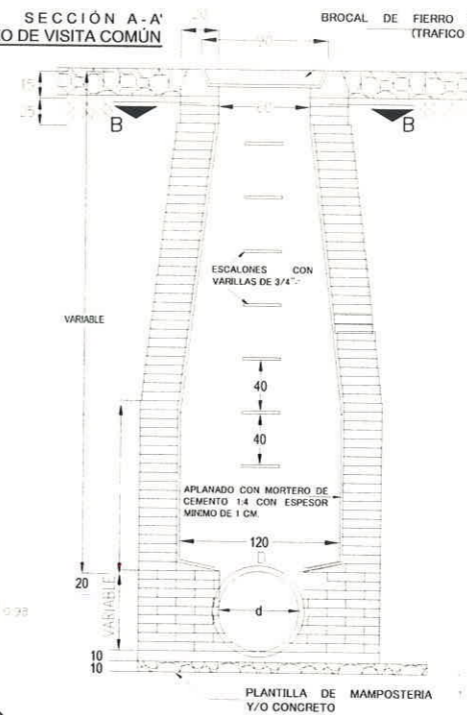 SECCIÓN A-A'
O DE VISITA COMÚN
BROCAL DE FIERRO
(TRAFICO
B
B
ESCALONES CON
VARILLAS DE 3/4"
VARIABLE
40
40
APLANADO CON MORTERO DE
CEMENTO 1:4 CON ESPESOR
MINIMO DE 1 CM.
120
20
VARIABLE
d
10
10
PLANTILLA DE MAMPOSTERIA
Y/O CONCRETO